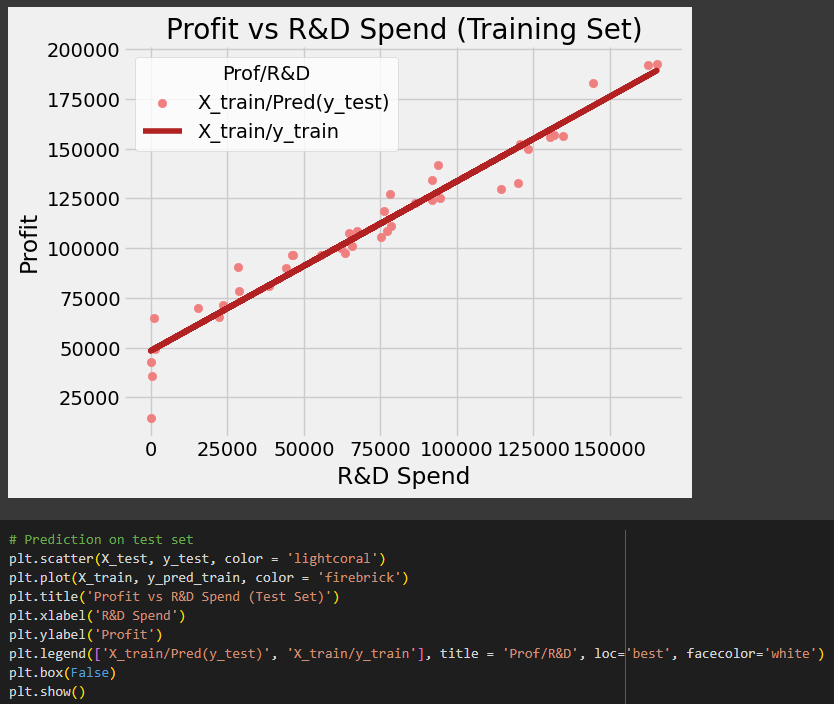 Profit vs R&D Spend (Training Set)
200000
175000
150000
125000
100000
75000
50000
25000
Profit
Prof/R&D
X_train/Pred(y_test)
X_train/y_train
0 25000 50000 75000 100000 125000 150000
R&D Spend
# Prediction on test set
plt.scatter(X_test, y_test, color = 'lightcoral')
plt.plot(X_train, y_pred_train, color = 'firebrick')
plt.title('Profit vs R&D Spend (Test Set)')
plt.xlabel('R&D Spend')
plt.ylabel('Profit')
plt.legend(['X_train/Pred(y_test)', 'X_train/y_train'], title = 'Prof/R&D', loc='best', facecolor='white')
plt.box(False)
plt.show()